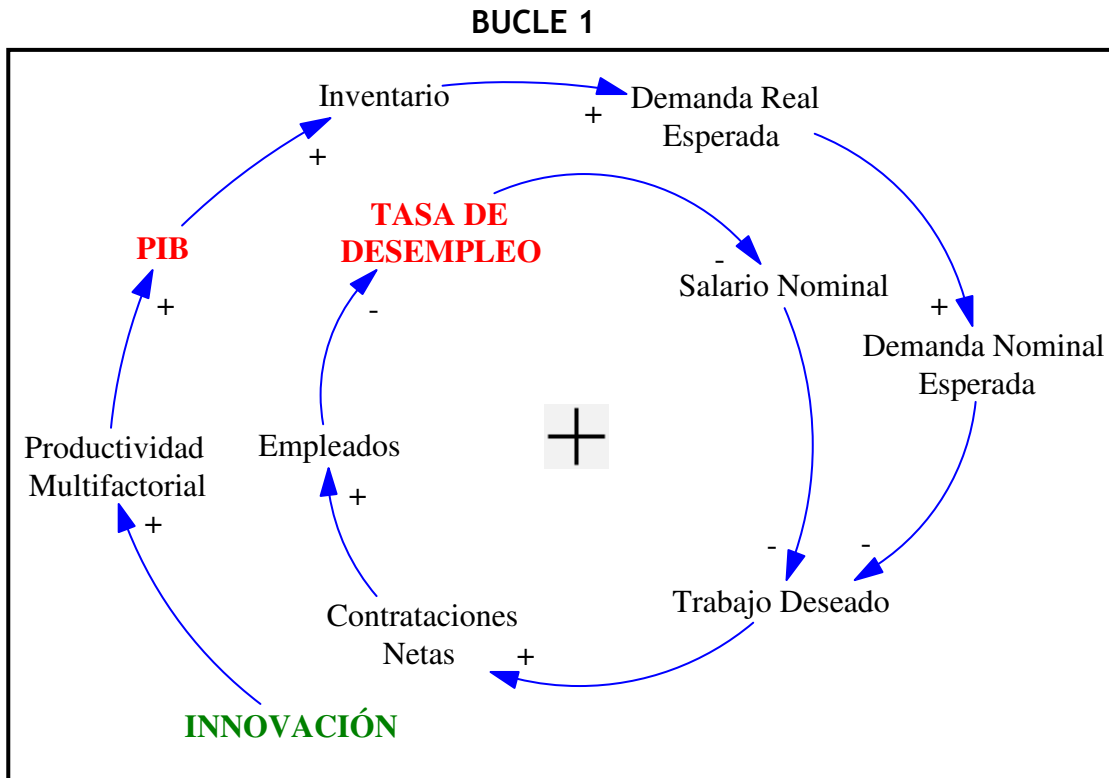 BUCLE 1
Inventario
+
Demanda Real
Esperada
+
TASA DE
DESEMPLEO
PIB
+
-
Salario Nominal
-
+
+
Demanda Nominal
Esperada
Productividad
Multifactorial
Empleados
+
+
+
-
-
Trabajo Deseado
Contrataciones
Netas
+
INNOVACIÓN